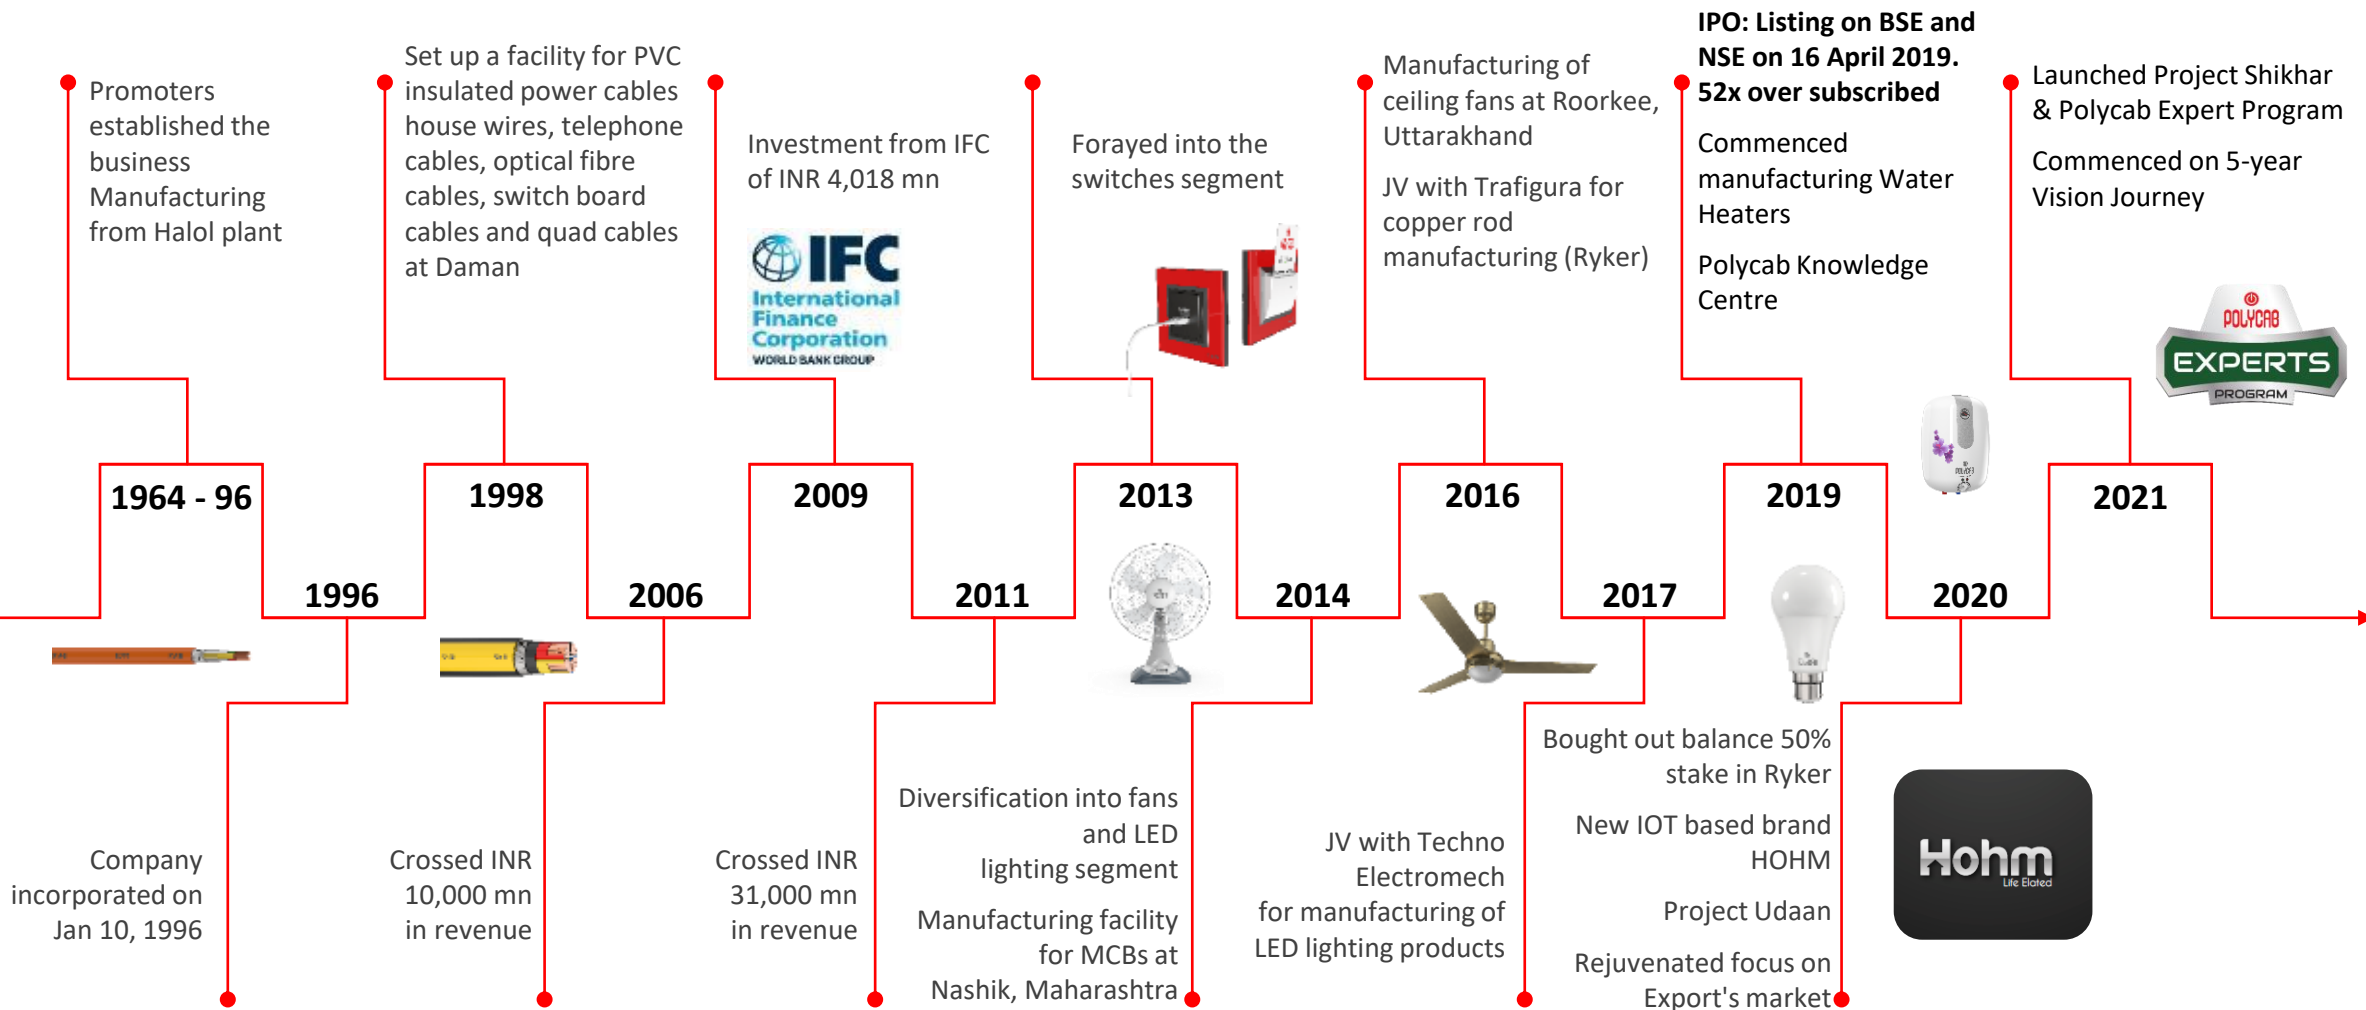 Promoters
established the
business
Manufacturing
from Halol plant
1964 - 96
Company
incorporated on
Jan 10, 1996
1996
Set up a facility for PVC
insulated power cables
house wires, telephone
cables, optical fibre
cables, switch board
cables and quad cables
at Daman
1998
Crossed INR
10,000 mn
in revenue
2006
Investment from IFC
of INR 4,018 mn
IFC
International
Finance
Corporation
WORLD BANK GROUP
2009
Crossed INR
31,000 mn
in revenue
2011
Forayed into the
switches segment
2013
Diversification into fans
and LED
lighting segment
Manufacturing facility
for MCBs at
Nashik, Maharashtra
2014
Manufacturing of
ceiling fans at Roorkee,
Uttarakhand
JV with Trafigura for
copper rod
manufacturing (Ryker)
2016
JV with Techno
Electromech
for manufacturing of
LED lighting products
2017
IPO: Listing on BSE and
NSE on 16 April 2019.
52x over subscribed
Commenced
manufacturing Water
Heaters
Polycab Knowledge
Centre
2019
Bought out balance 50%
stake in Ryker
New IOT based brand
HOHM
Project Udaan
Rejuvenated focus on
Export's market
2020
Hohm
Life Elated
Launched Project Shikhar
& Polycab Expert Program
Commenced on 5-year
Vision Journey
POLYCAB
EXPERTS
PROGRAM
2021